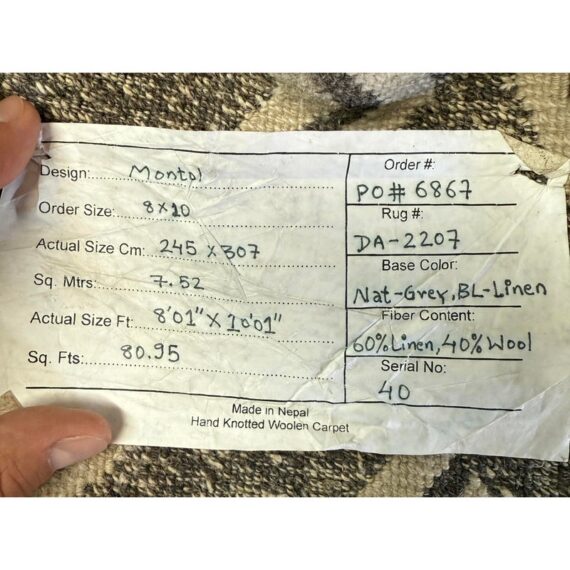 Design: Montol
Order Size: 8x10
Actual Size Cm: 245 x 307
Sq. Mtrs: 7.52
Actual Size Ft: 8'01" x 10'01"
Sq. Fts: 80.95
Order #:
PO# 6867
Rug #:
DA-2207
Base Color:
Nat-Grey, BL-Linen
Fiber Content:
60% Linen, 40% Wool
Serial No:
40
Made in Nepal
Hand Knotted Woolen Carpet